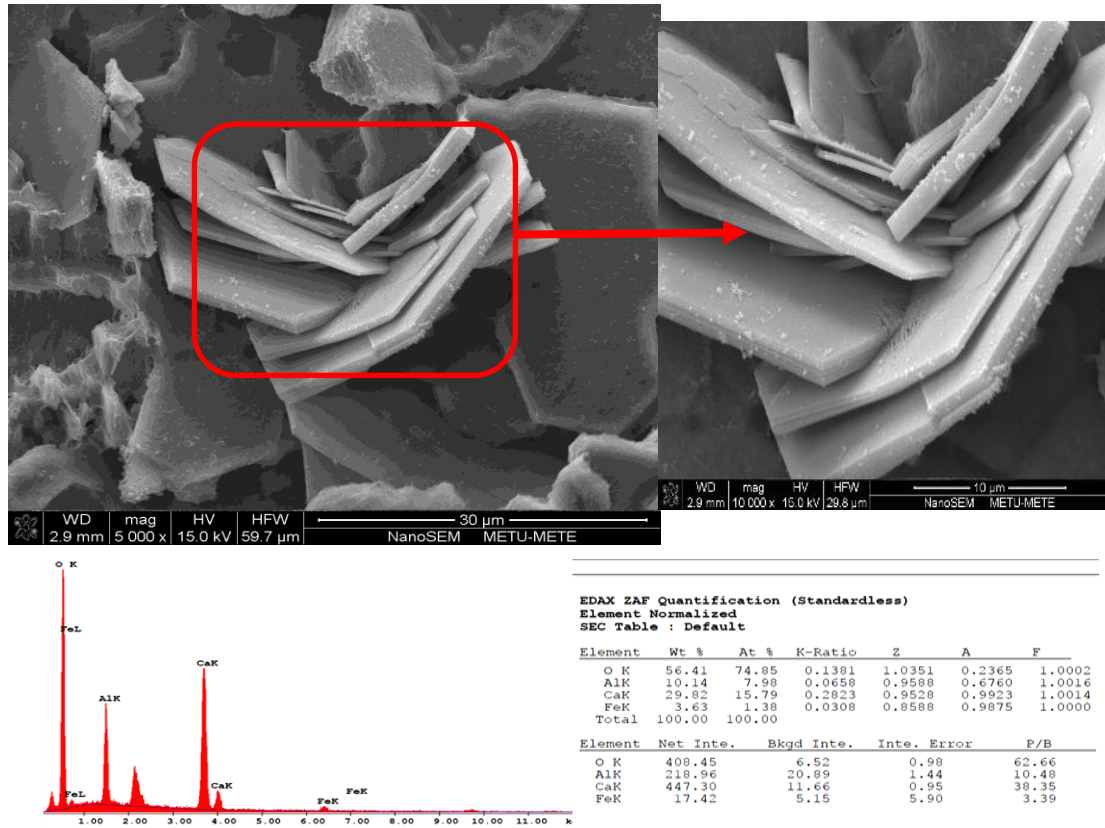 WD mag HV HFW 30 µm
2.9 mm 5 000 x 15.0 kV 59.7 µm NanoSEM METU-METE
WD mag HV HFW 10 µm
2.9 mm 10 000 x 15.0 kV 29.8 µm NanoSEM METU-METE
O K
FeL
AlK
CaK
FeL
CaK
FeK
FeK
1.00 2.00 3.00 4.00 5.00 6.00 7.00 8.00 9.00 10.00 11.00 k
EDAX ZAF Quantification (Standardless)
Element Normalized
SEC Table : Default
Element Wt % At % K-Ratio Z A F
O K 56.41 74.85 0.1381 1.0351 0.2365 1.0002
AlK 10.14 7.98 0.0658 0.9588 0.6760 1.0016
CaK 29.82 15.79 0.2823 0.9528 0.9923 1.0014
FeK 3.63 1.38 0.0308 0.8588 0.9875 1.0000
Total 100.00 100.00
Element Net Inte. Bkgd Inte. Inte. Error P/B
O K 408.45 6.52 0.98 62.66
AlK 218.96 20.89 1.44 10.48
CaK 447.30 11.66 0.95 38.35
FeK 17.42 5.15 5.90 3.39